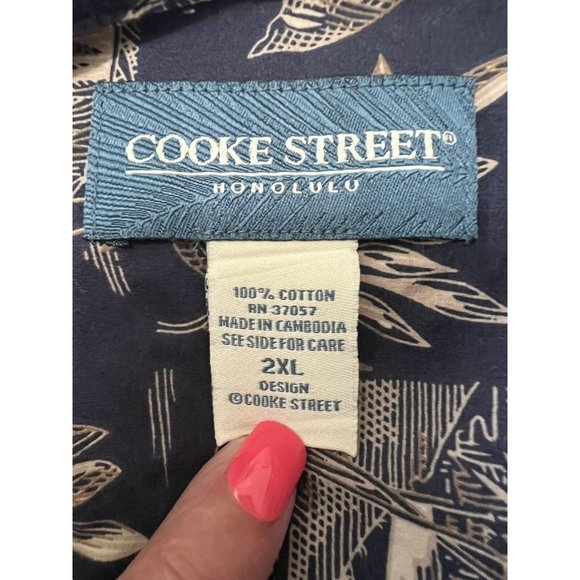 COOKE STREET®
HONOLULU
100% COTTON
RN 37057
MADE IN CAMBODIA
SEE SIDE FOR CARE
2XL
DESIGN
©COOKE STREET